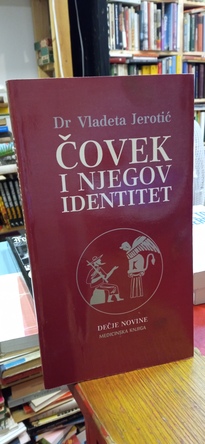 Dr Vladeta Jerotić
ČOVEK
I NJEGOV
IDENTITET
DEČJE NOVINE
MEDICINSKA KNJIGA